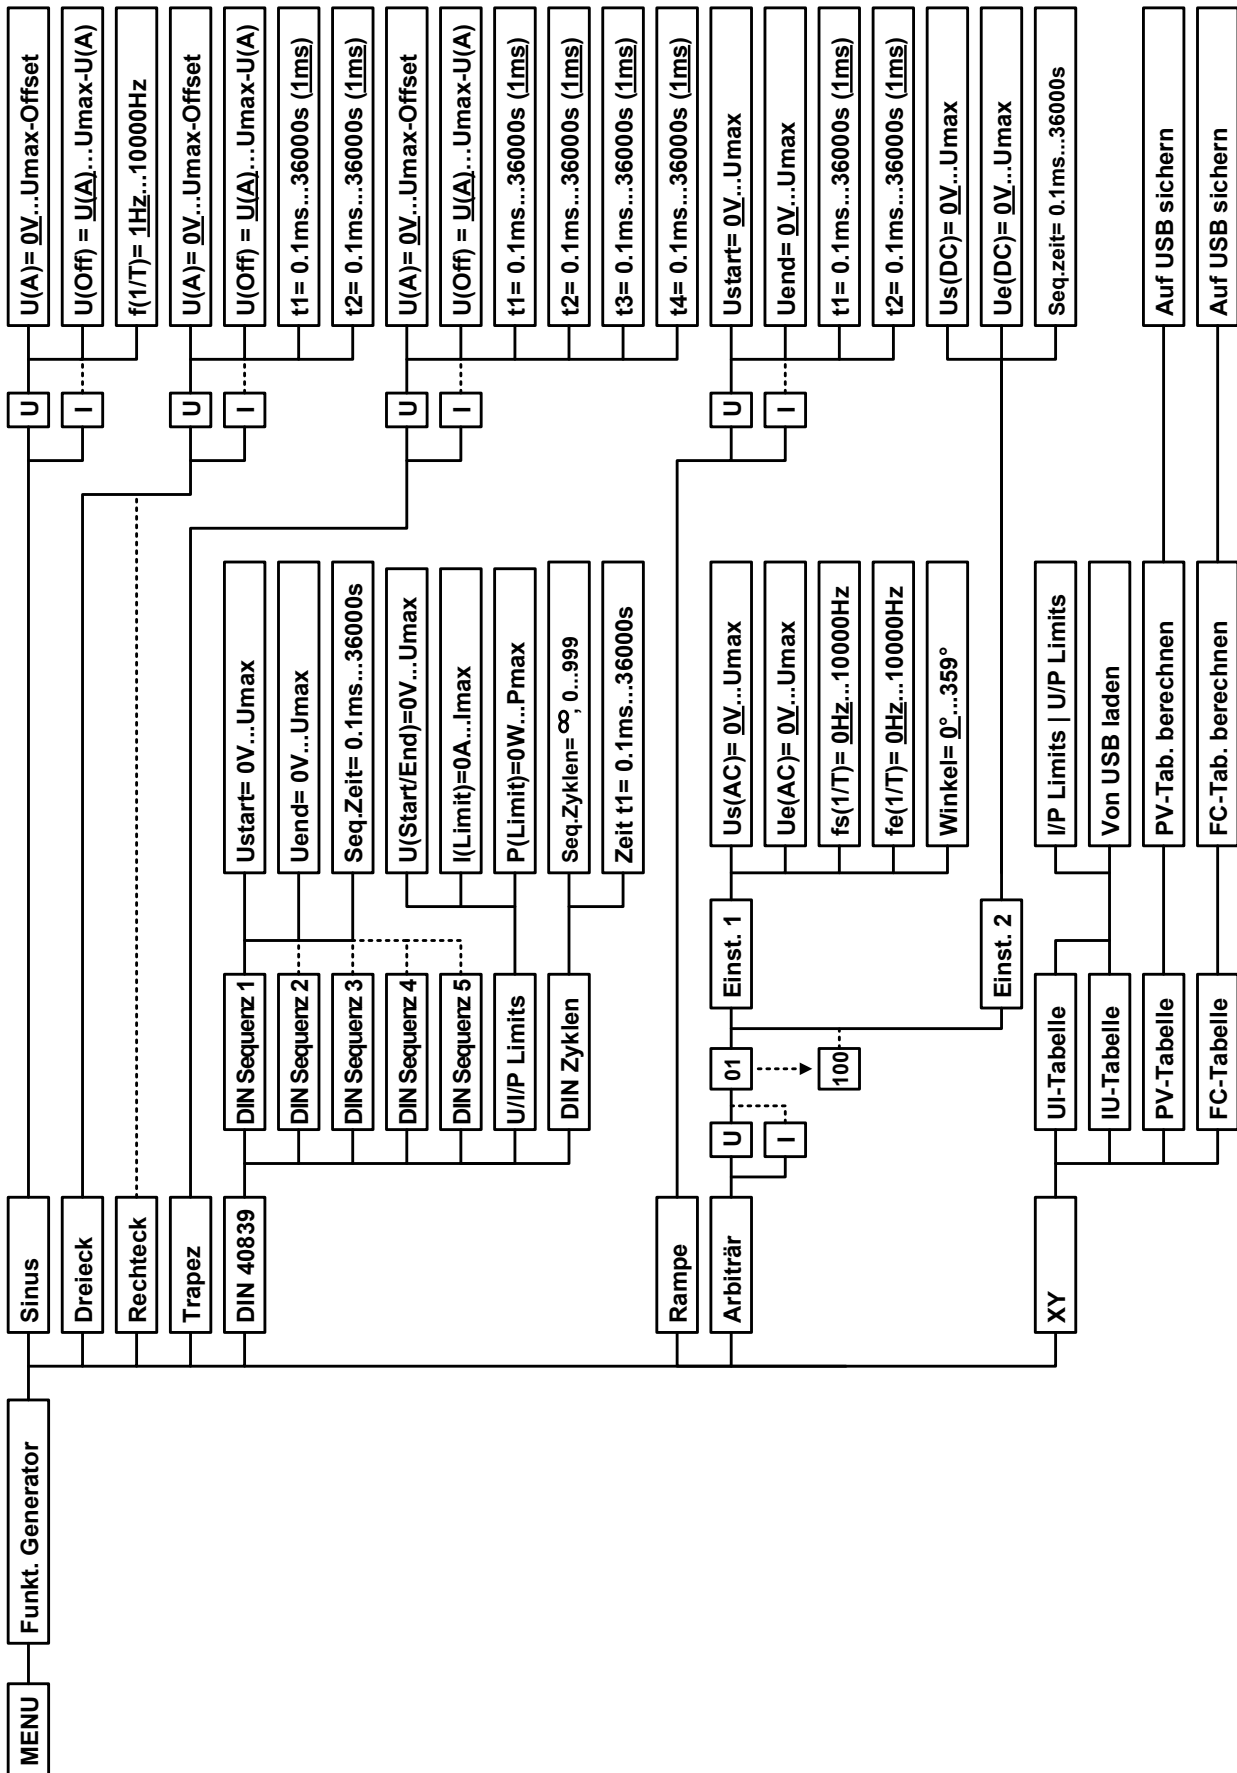 MENU
Funkt. Generator
Sinus
U
U(A)= 0V...Umax-Offset
I
U(Off) = U(A)...Umax-U(A)
f(1/T)= 1Hz...10000Hz
Dreieck
Rechteck
U
U(A)= 0V...Umax-Offset
I
U(Off) = U(A)...Umax-U(A)
t1= 0.1ms...36000s (1ms)
t2= 0.1ms...36000s (1ms)
Trapez
U
U(A)= 0V...Umax-Offset
I
U(Off) = U(A)...Umax-U(A)
t1= 0.1ms...36000s (1ms)
t2= 0.1ms...36000s (1ms)
t3= 0.1ms...36000s (1ms)
t4= 0.1ms...36000s (1ms)
DIN 40839
DIN Sequenz 1
DIN Sequenz 2
DIN Sequenz 3
DIN Sequenz 4
DIN Sequenz 5
Ustart= 0V...Umax
Uend= 0V...Umax
Seq.Zeit= 0.1ms...36000s
U/I/P Limits
U(Start/End)=0V...Umax
I(Limit)=0A...Imax
P(Limit)=0W...Pmax
DIN Zyklen
Seq.Zyklen=∞, 0...999
Zeit t1= 0.1ms...36000s
Rampe
U
Ustart= 0V...Umax
I
Uend= 0V...Umax
t1= 0.1ms...36000s (1ms)
t2= 0.1ms...36000s (1ms)
Arbiträr
U
I
01
100
Einst. 1
Us(AC)= 0V...Umax
Ue(AC)= 0V...Umax
fs(1/T)= 0Hz...10000Hz
fe(1/T)= 0Hz...10000Hz
Winkel= 0°...359°
Einst. 2
Us(DC)= 0V...Umax
Ue(DC)= 0V...Umax
Seq.zeit= 0.1ms...36000s
XY
UI-Tabelle
IU-Tabelle
I/P Limits | U/P Limits
Von USB laden
PV-Tabelle
PV-Tab. berechnen
Auf USB sichern
FC-Tabelle
FC-Tab. berechnen
Auf USB sichern